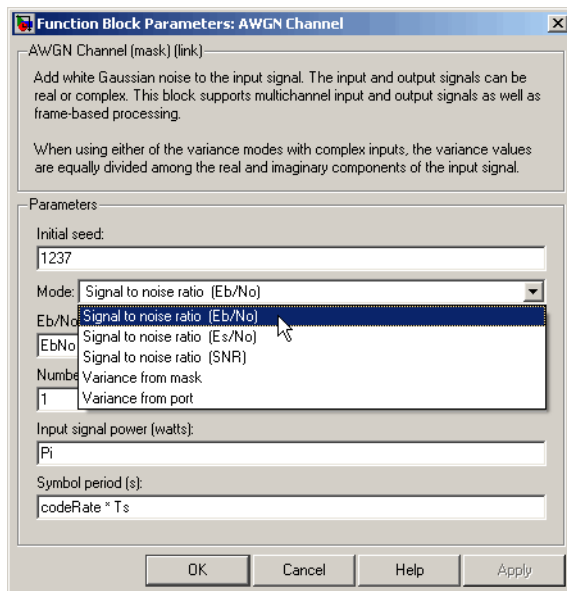 Function Block Parameters: AWGN Channel
AWGN Channel (mask) (link)
Add white Gaussian noise to the input signal. The input and output signals can be
real or complex. This block supports multichannel input and output signals as well as
frame-based processing.
When using either of the variance modes with complex inputs, the variance values
are equally divided among the real and imaginary components of the input signal.
Parameters
Initial seed:
1237
Mode: Signal to noise ratio (Eb/No)
Signal to noise ratio (Eb/No)
Eb/No
Signal to noise ratio (Es/No)
EbNo
Signal to noise ratio (SNR)
Numbe
Variance from mask
1
Variance from port
Input signal power (watts):
Pi
Symbol period (s):
codeRate * Ts
OK Cancel Help Apply